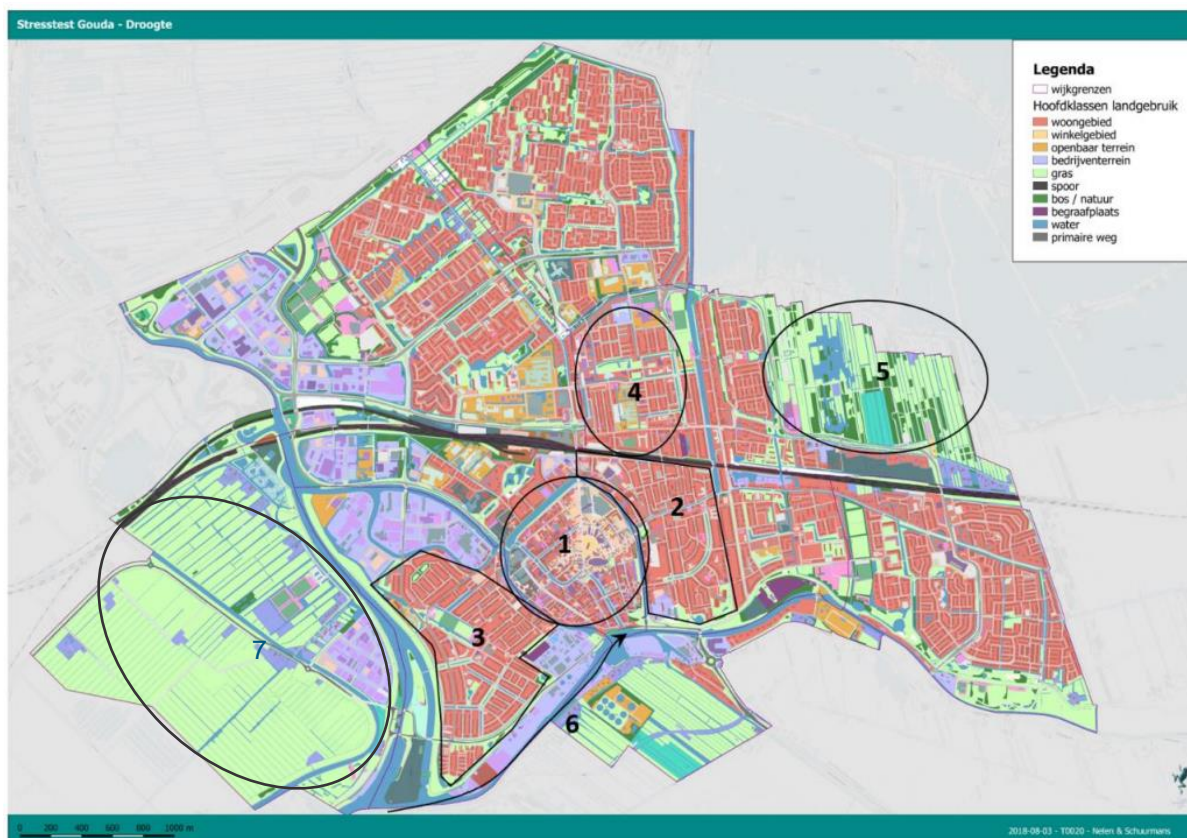 Stresstest Gouda - Droogte
Legenda
wijkgrenzen
Hoofdklassen landgebruik
woongebied
winkelgebied
openbaar terrein
bedrijventerrein
gras
spoor
bos / natuur
begraafplaats
water
primaire weg
5
4
2
1
3
7
6
0 200 400 600 800 1000 m
2018-08-03 - T0020 - Nelen & Schuurmans